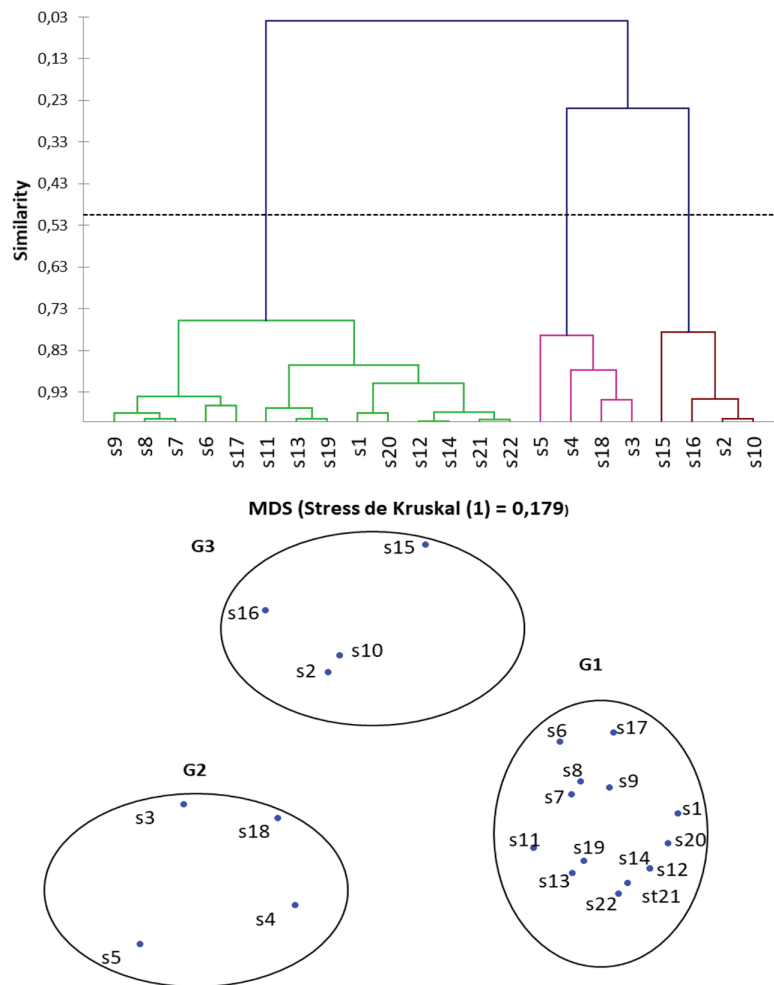 0,03
0,13
0,23
0,33
0,43
0,53
0,63
0,73
0,83
0,93
Similarity
s9 s8 s7 s6 s17 s11 s13 s19 s1 s20 s12 s14 s21 s22 s5 s4 s18 s3 s15 s16 s2 s10
MDS (Stress de Kruskal (1) = 0,179)
G3
s15
s16
s10
s2
G1
s6 s17
s8
s9
s7
s1
s11
s20
s19
s14
s12
s13
st21
s22
G2
s3
s18
s4
s5